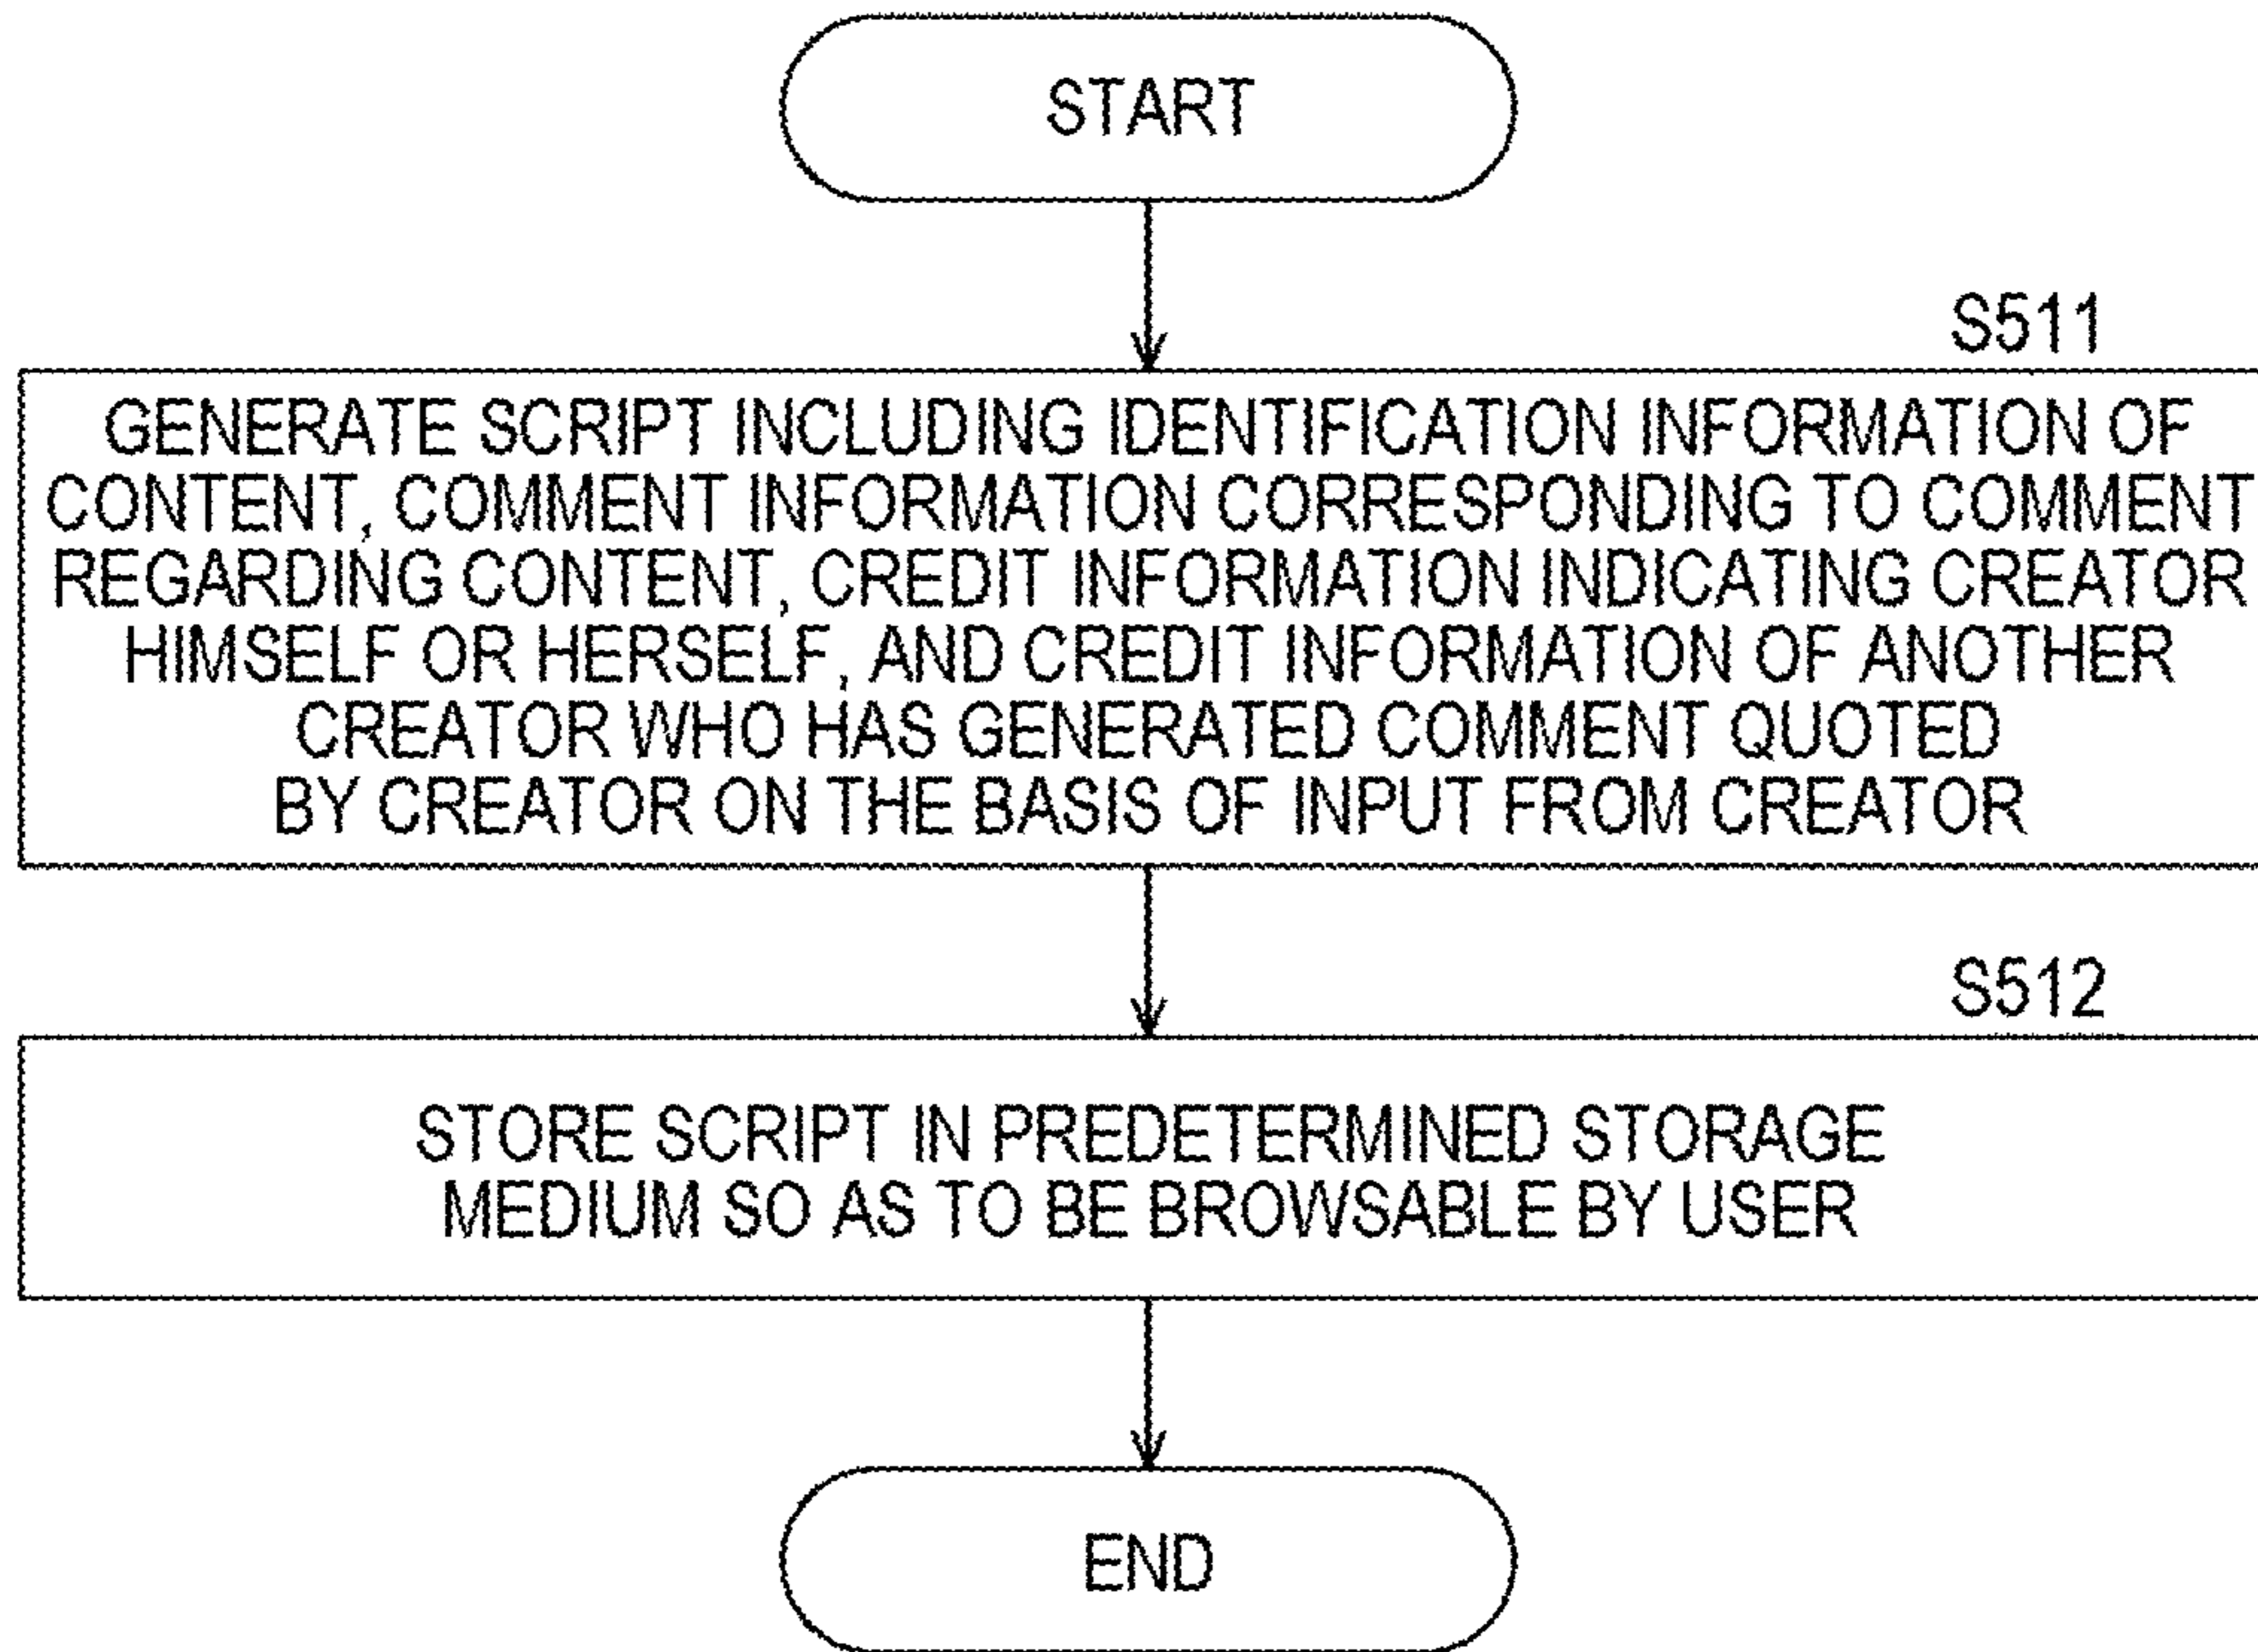 START
S511
GENERATE SCRIPT INCLUDING IDENTIFICATION INFORMATION OF
CONTENT, COMMENT INFORMATION CORRESPONDING TO COMMENT
REGARDING CONTENT, CREDIT INFORMATION INDICATING CREATOR
HIMSELF OR HERSELF, AND CREDIT INFORMATION OF ANOTHER
CREATOR WHO HAS GENERATED COMMENT QUOTED
BY CREATOR ON THE BASIS OF INPUT FROM CREATOR
S512
STORE SCRIPT IN PREDETERMINED STORAGE
MEDIUM SO AS TO BE BROWSABLE BY USER
END